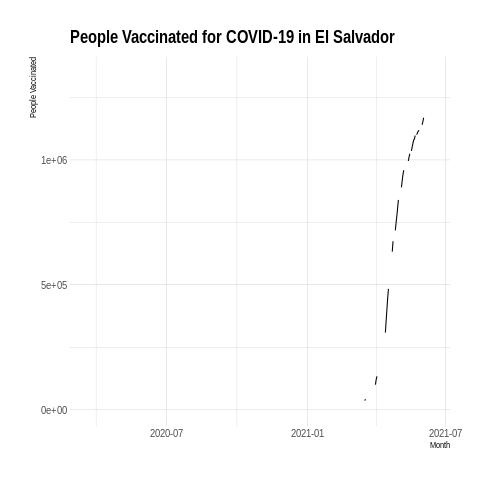 People Vaccinated for COVID-19 in El Salvador
People Vaccinated
1e+06
5e+05
0e+00
2020-07
2021-01
2021-07
Month